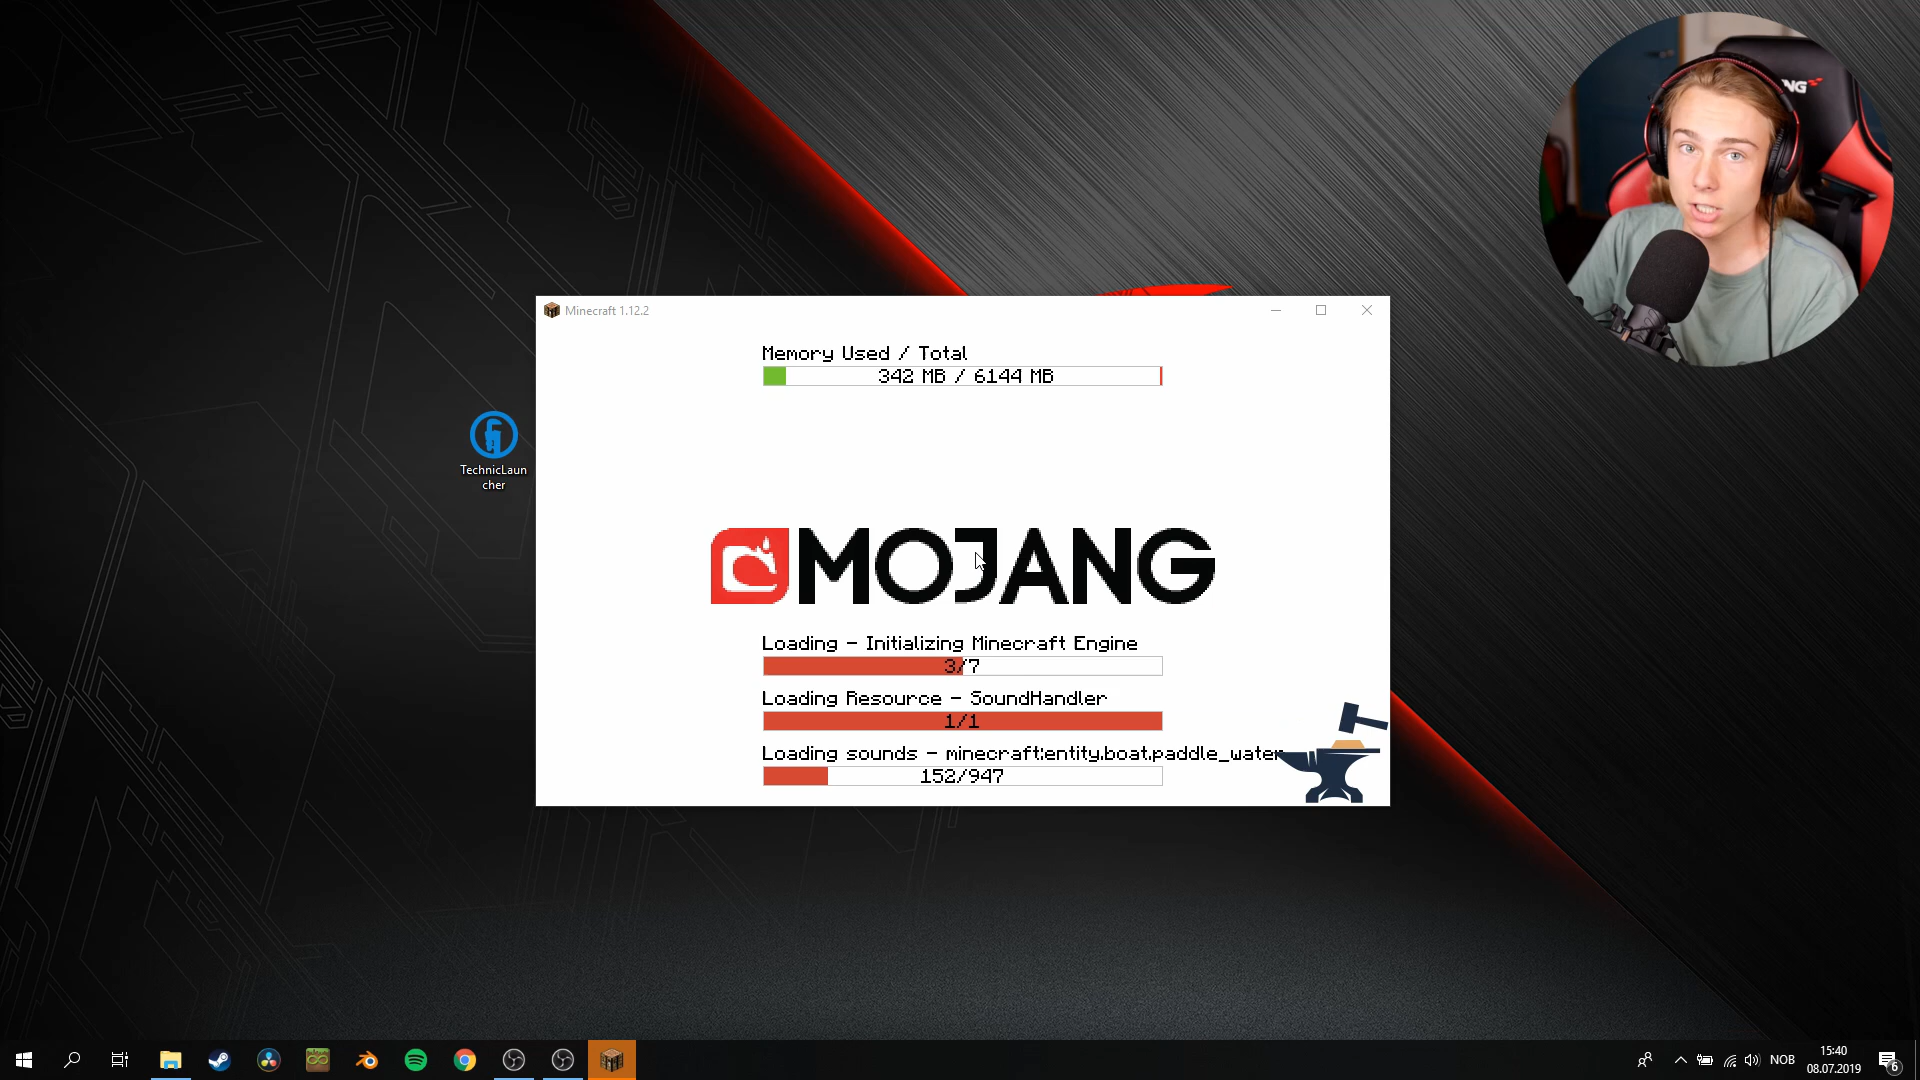 NG
Minecraft 1.12.2
Memory Used / Total
342 MB / 6144 MB
TechnicLaun
cher
MOJANG
Loading - Initializing Minecraft Engine
3/7
Loading Resource - SoundHandler
1/1
Loading sounds - minecraft:entity.boat.paddle_water
152/947
NOB
15:40
08.07.2019
6